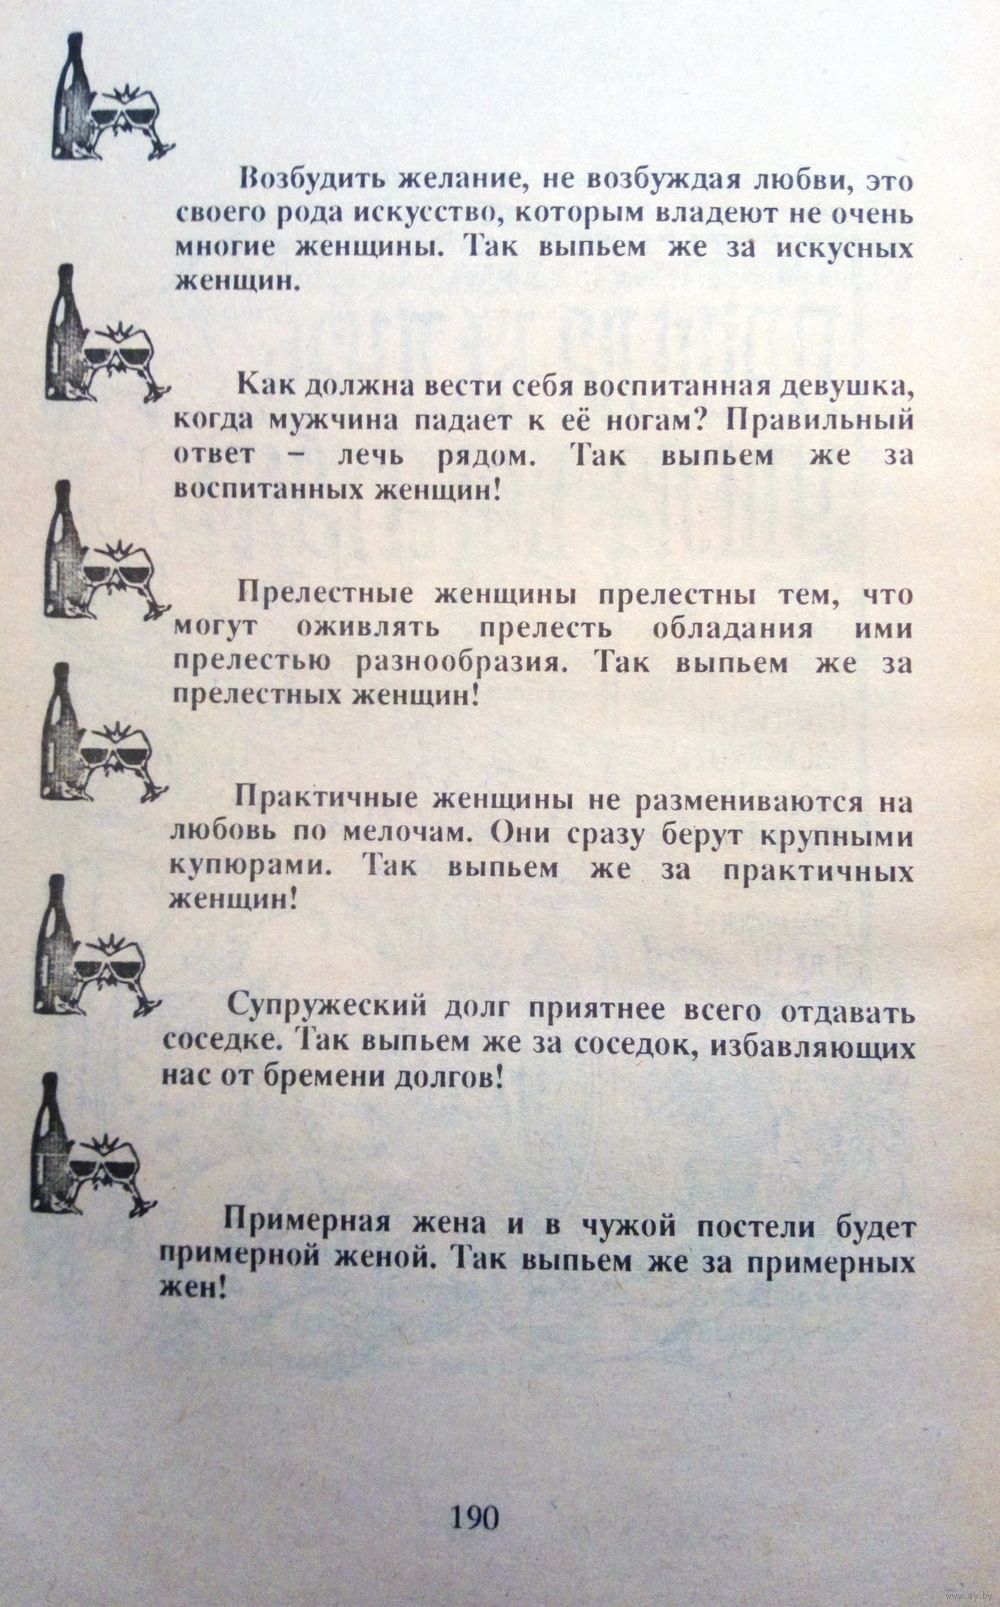 Возбудить желание, не возбуждая любви, это
своего рода искусство, которым владеют не очень
многие женщины. Так выпьем же за искусных
женщин.
Как должна вести себя воспитанная девушка,
когда мужчина падает к её ногам? Правильный
ответ – лечь рядом. Так выпьем же за
воспитанных женщин!
Прелестные женщины прелестны тем, что
могут оживлять прелесть обладания ими
прелестью разнообразия. Так выпьем же за
прелестных женщин!
Практичные женщины не размениваются на
любовь по мелочам. Они сразу берут крупными
купюрами. Так выпьем же за практичных
женщин!
Супружеский долг приятнее всего отдавать
соседке. Так выпьем же за соседок, избавляющих
нас от бремени долгов!
Примерная жена и в чужой постели будет
примерной женой. Так выпьем же за примерных
жен!
190
www.ay.by